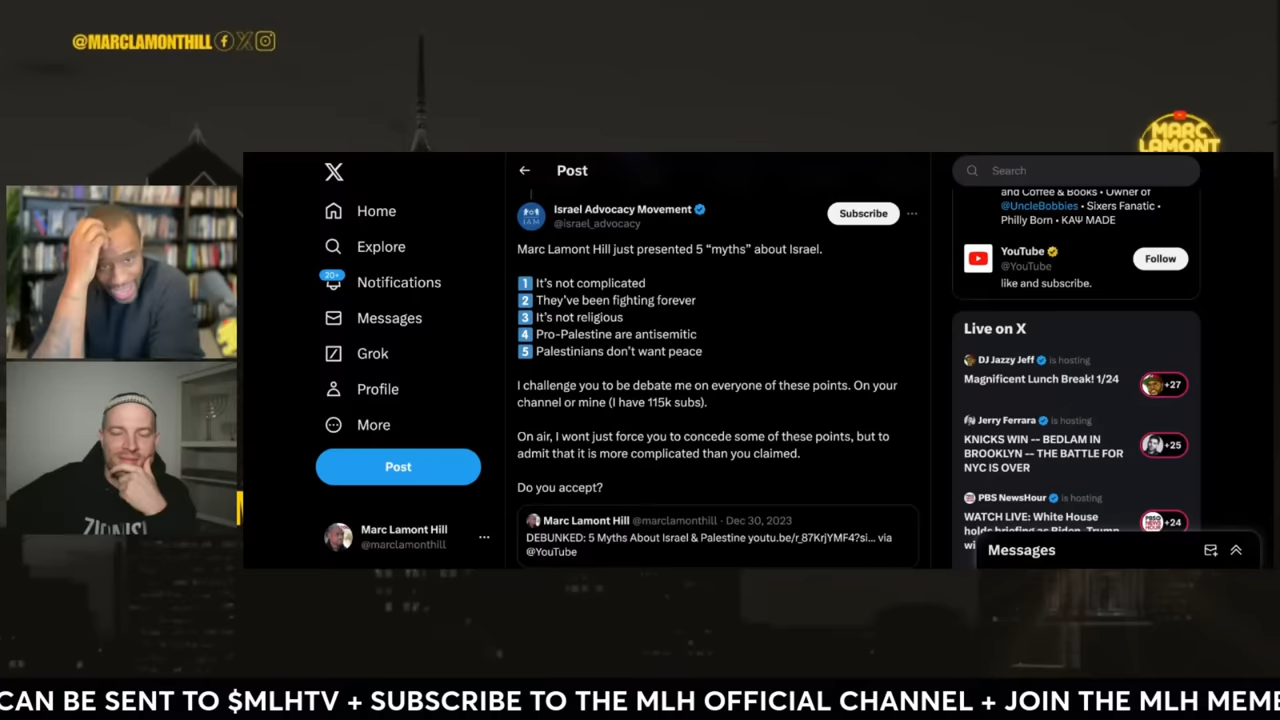 @MARCLAMONTHILL
MARC
LAMONT
Home
Explore
20+
Notifications
Messages
Grok
Profile
More
Post
Marc Lamont Hill
@marclamonthill
Post
Israel Advocacy Movement
@israel_advocacy
Subscribe
IAM
Marc Lamont Hill just presented 5 “myths” about Israel.
1 It’s not complicated
2 They’ve been fighting forever
3 It’s not religious
4 Pro-Palestine are antisemitic
5 Palestinians don’t want peace
I challenge you to be debate me on everyone of these points. On your
channel or mine (I have 115k subs).
On air, I wont just force you to concede some of these points, but to
admit that it is more complicated than you claimed.
Do you accept?
Marc Lamont Hill @marclamonthill · Dec 30, 2023
DEBUNKED: 5 Myths About Israel & Palestine youtu.be/r_87KrjYMF4?si... via
@YouTube
Search
and Coffee & Books • Owner of
@UncleBobbies • Sixers Fanatic •
Philly Born • KAΨ MADE
YouTube
@YouTube
Follow
like and subscribe.
Live on X
DJ Jazzy Jeff is hosting
Magnificent Lunch Break! 1/24
+27
Jerry Ferrara is hosting
KNICKS WIN -- BEDLAM IN
BROOKLYN -- THE BATTLE FOR
NYC IS OVER
+25
PBS NewsHour is hosting
WATCH LIVE: White House
holds briefing as Biden, Trump
wi
+24
Messages
ZIONIST
CAN BE SENT TO $MLHTV + SUBSCRIBE TO THE MLH OFFICIAL CHANNEL + JOIN THE MLH MEME